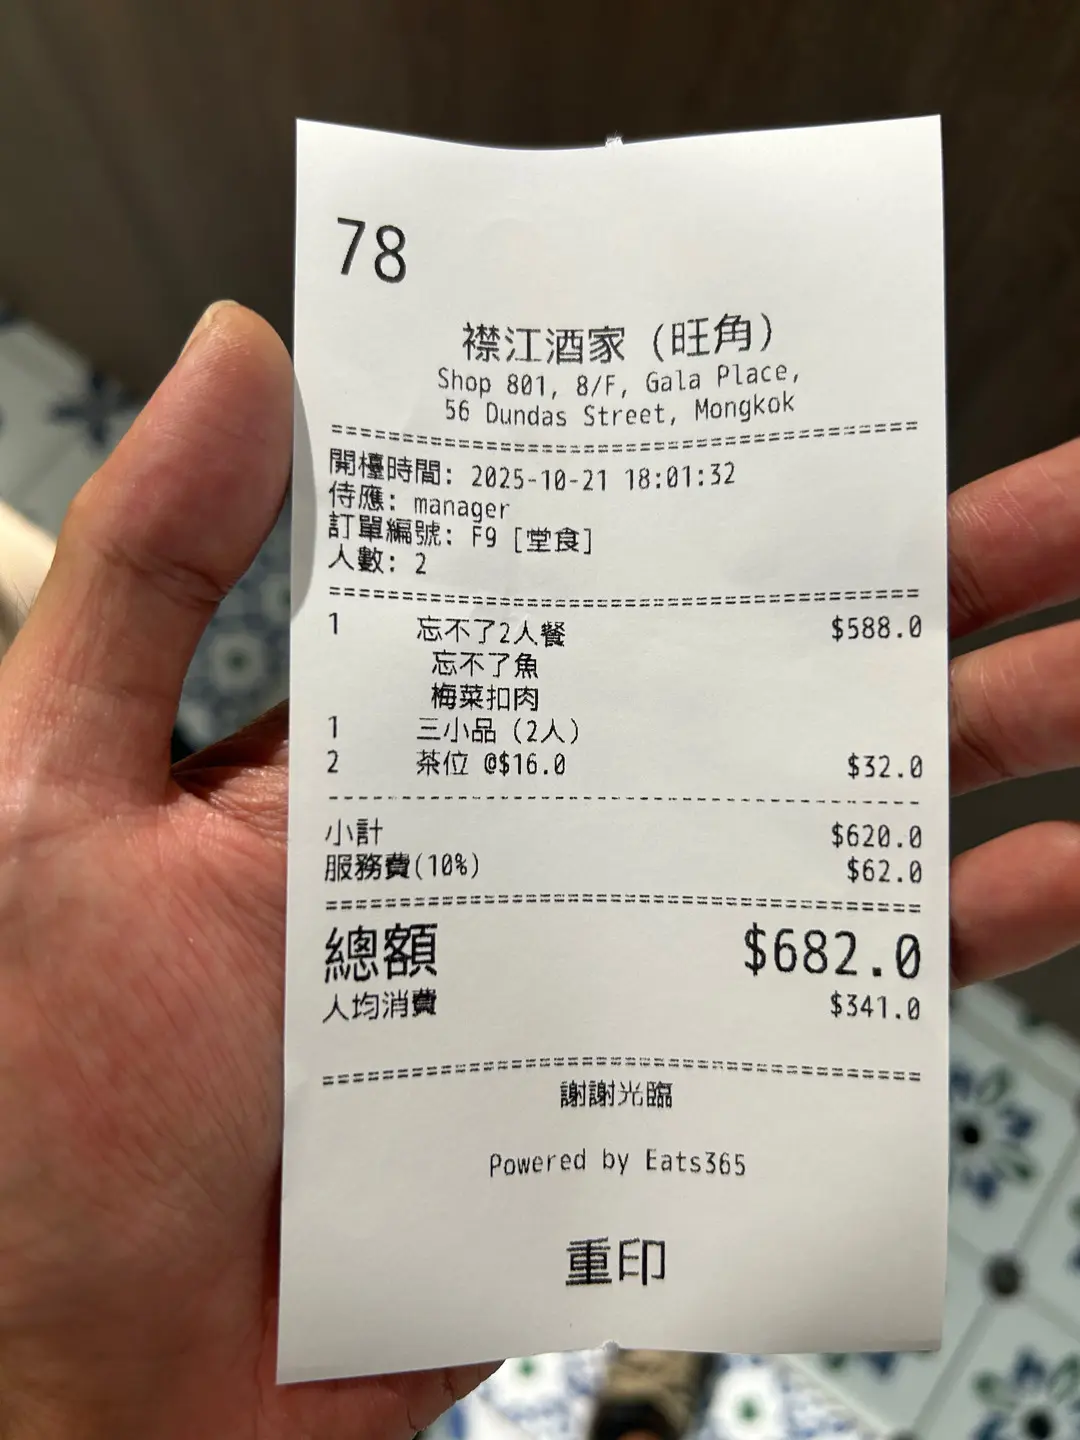 78
襟江酒家 (旺角)
Shop 801, 8/F, Gala Place,
56 Dundas Street, Mongkok
開檯時間: 2025-10-21 18:01:32
侍應: manager
訂單編號: F9 [堂食]
人數: 2
1 忘不了2人餐 $588.0
忘不了魚
梅菜扣肉
1 三小品 (2人)
2 茶位 @$16.0 $32.0
小計 $620.0
服務費(10%) $62.0
總額 $682.0
人均消費 $341.0
謝謝光臨
Powered by Eats365
重印